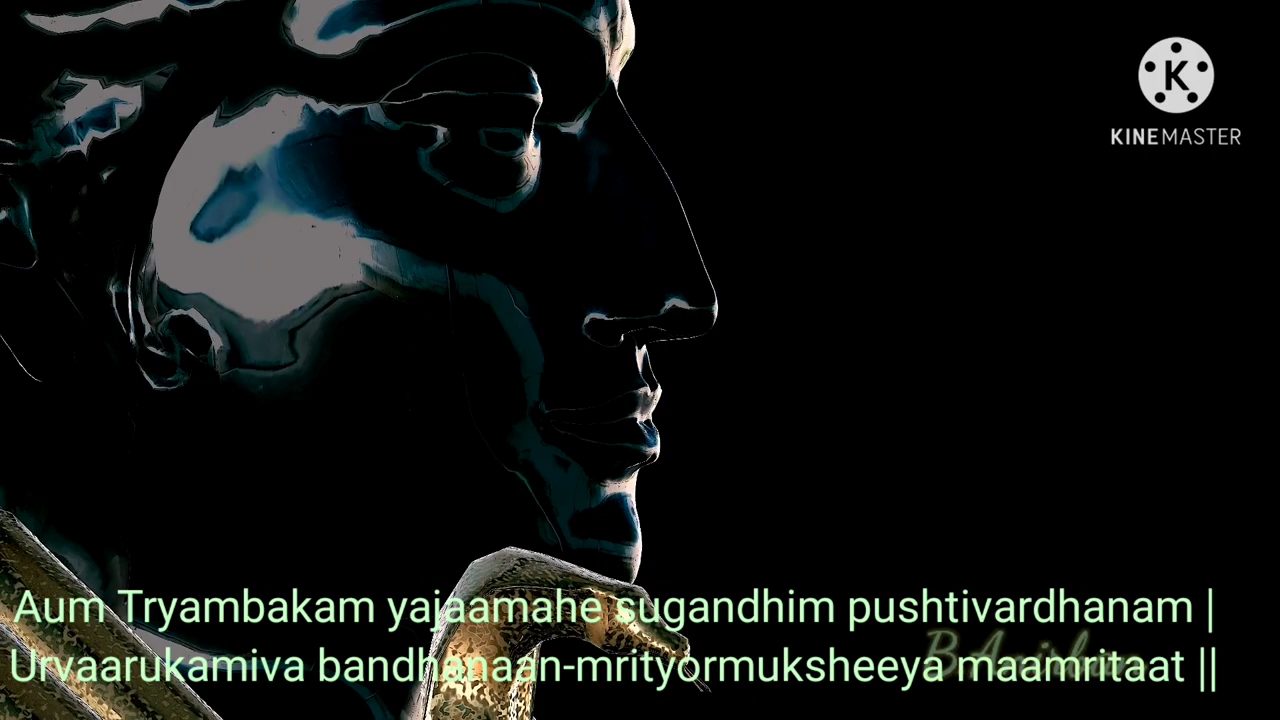 KINEMASTER
Aum Tryambakam yajaamahe sugandhim pushtivardhanam |
Urvaarukamiva bandhanaan-mrityormuksheeya maamritaat ||